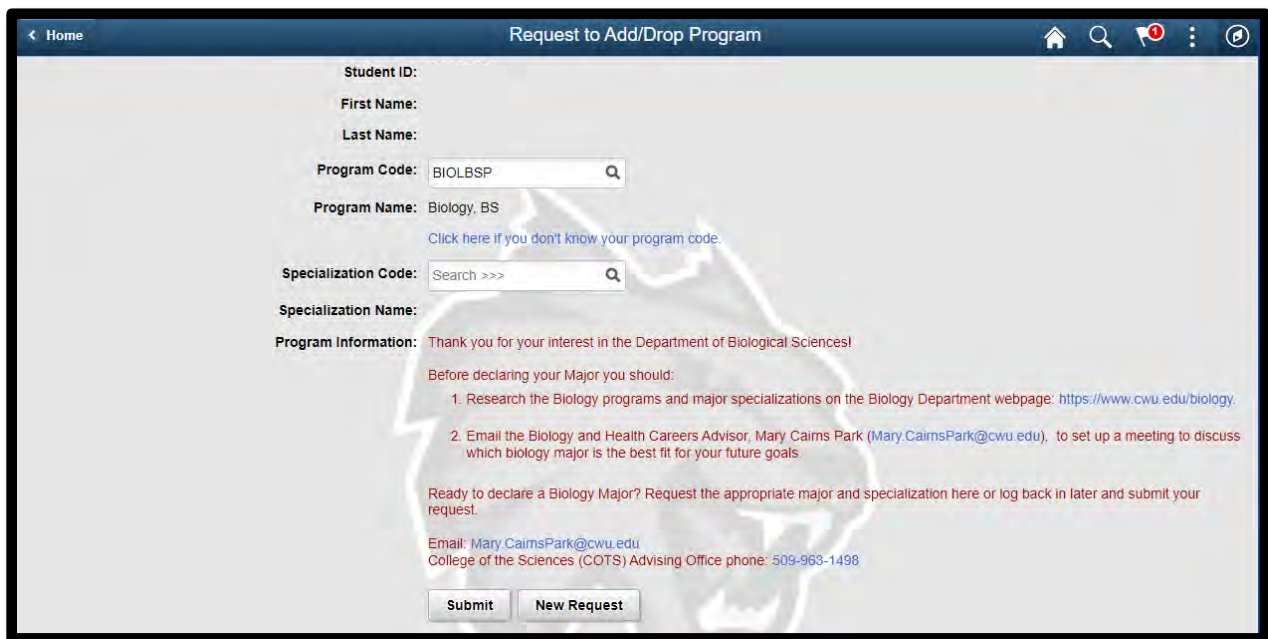 Home
Request to Add/Drop Program
1
Student ID:
First Name:
Last Name:
Program Code: BIOLBSP
Program Name: Biology, BS
Click here if you don't know your program code.
Specialization Code: Search >>>
Specialization Name:
Program Information: Thank you for your interest in the Department of Biological Sciences!
Before declaring your Major you should:
1. Research the Biology programs and major specializations on the Biology Department webpage: https://www.cwu.edu/biology.
2. Email the Biology and Health Careers Advisor, Mary Cairns Park (Mary.CairnsPark@cwu.edu), to set up a meeting to discuss
which biology major is the best fit for your future goals.
Ready to declare a Biology Major? Request the appropriate major and specialization here or log back in later and submit your
request.
Email: Mary.CairnsPark@cwu.edu
College of the Sciences (COTS) Advising Office phone: 509-963-1498
Submit New Request